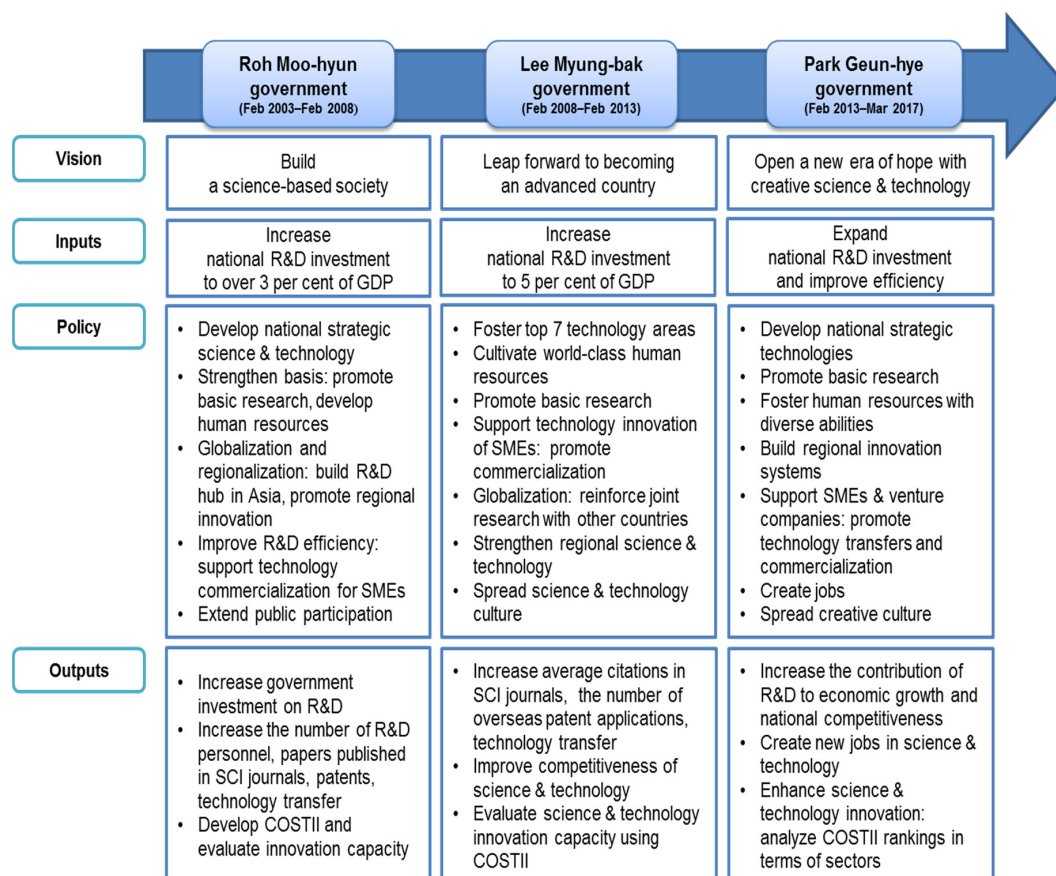 Roh Moo-hyun
government
(Feb 2003–Feb 2008)
Lee Myung-bak
government
(Feb 2008–Feb 2013)
Park Geun-hye
government
(Feb 2013–Mar 2017)
Vision
Build
a science-based society
Leap forward to becoming
an advanced country
Open a new era of hope with
creative science & technology
Inputs
Increase
national R&D investment
to over 3 per cent of GDP
Increase
national R&D investment
to 5 per cent of GDP
Expand
national R&D investment
and improve efficiency
Policy
• Develop national strategic
science & technology
• Strengthen basis: promote
basic research, develop
human resources
• Globalization and
regionalization: build R&D
hub in Asia, promote regional
innovation
• Improve R&D efficiency:
support technology
commercialization for SMEs
• Extend public participation
• Foster top 7 technology areas
• Cultivate world-class human
resources
• Promote basic research
• Support technology innovation
of SMEs: promote
commercialization
• Globalization: reinforce joint
research with other countries
• Strengthen regional science &
technology
• Spread science & technology
culture
• Develop national strategic
technologies
• Promote basic research
• Foster human resources with
diverse abilities
• Build regional innovation
systems
• Support SMEs & venture
companies: promote
technology transfers and
commercialization
• Create jobs
• Spread creative culture
Outputs
• Increase government
investment on R&D
• Increase the number of R&D
personnel, papers published
in SCI journals, patents,
technology transfer
• Develop COSTII and
evaluate innovation capacity
• Increase average citations in
SCI journals, the number of
overseas patent applications,
technology transfer
• Improve competitiveness of
science & technology
• Evaluate science & technology
innovation capacity using
COSTII
• Increase the contribution of
R&D to economic growth and
national competitiveness
• Create new jobs in science &
technology
• Enhance science &
technology innovation:
analyze COSTII rankings in
terms of sectors